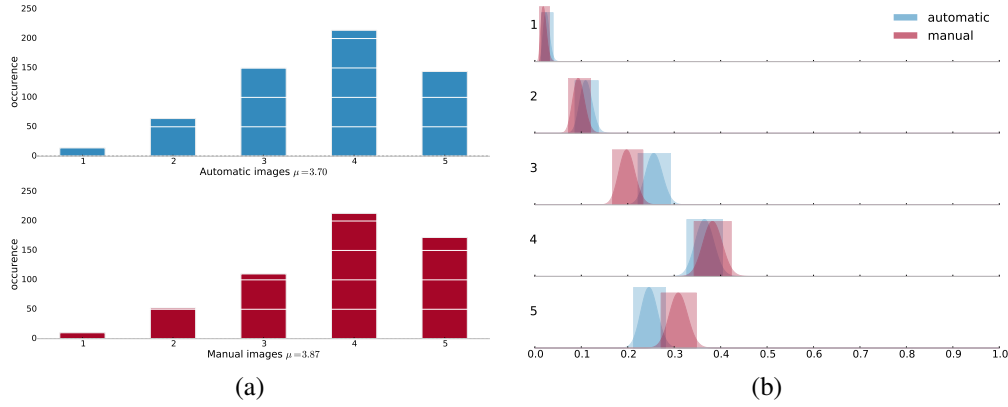 250
200
150
100
50
0
occurence
1 2 3 4 5
Automatic images μ=3.70
250
200
150
100
50
0
occurence
1 2 3 4 5
Manual images μ=3.87
(a)
automatic
manual
1
2
3
4
5
0.0 0.1 0.2 0.3 0.4 0.5 0.6 0.7 0.8 0.9 1.0
(b)